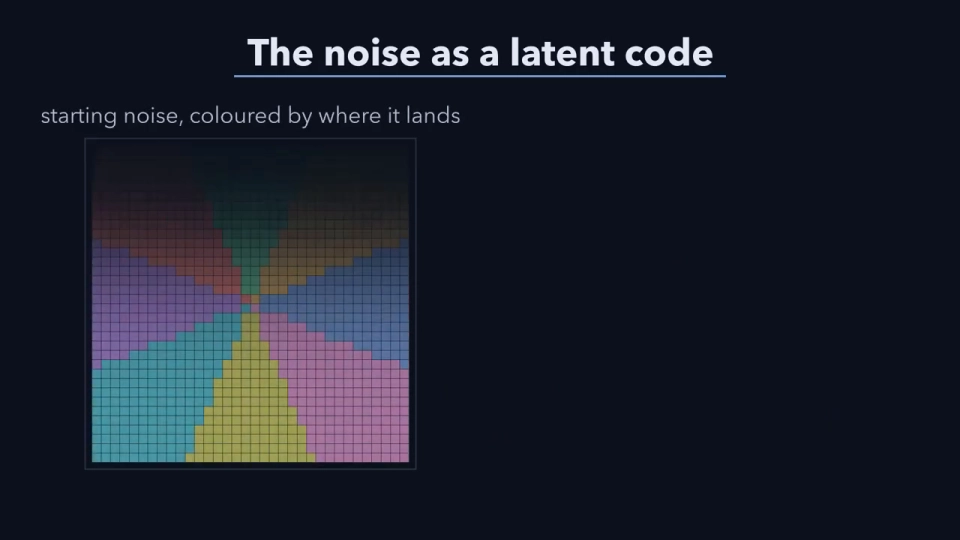 The noise as a latent code
starting noise, coloured by where it lands